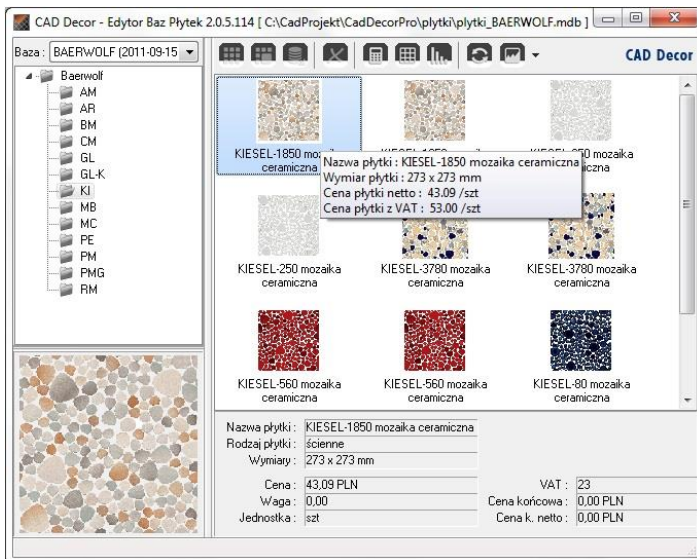 CAD Decor - Edytor Baz Płytek 2.0.5.114 [ C:\CadProjekt\CadDecorPro\plytki\plytki_BAERWOLF.mdb ]
Baza : BAERWOLF (2011-09-15
CAD Decor
Baerwolf
AM
AR
BM
CM
GL
GL-K
KI
MB
MC
PE
PM
PMG
RM
KIESEL-1850 mozaika
ceramiczna
Nazwa płytki : KIESEL-1850 mozaika ceramiczna
Wymiar płytki : 273 x 273 mm
Cena płytki netto : 43.09 /szt
Cena płytki z VAT : 53.00 /szt
KIESEL-250 mozaika
ceramiczna
KIESEL-3780 mozaika
ceramiczna
KIESEL-3780 mozaika
ceramiczna
KIESEL-560 mozaika
ceramiczna
KIESEL-560 mozaika
ceramiczna
KIESEL-80 mozaika
ceramiczna
Nazwa płytki : KIESEL-1850 mozaika ceramiczna
Rodzaj płytki : ścienne
Wymiary : 273 x 273 mm
Cena : 43,09 PLN
VAT : 23
Waga : 0,00
Cena końcowa : 0,00 PLN
Jednostka : szt
Cena k. netto : 0,00 PLN